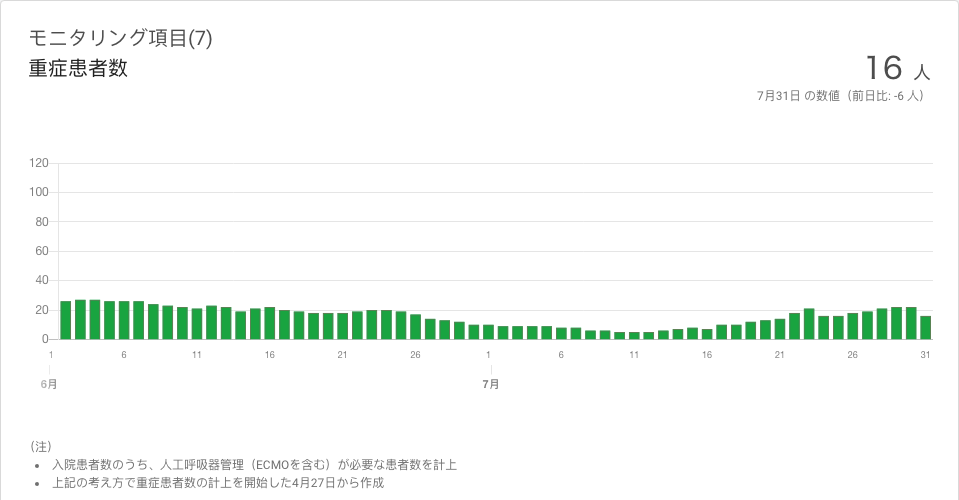 モニタリング項目(7)
重症患者数
16 人
7月31日 の数値（前日比: -6 人）
120
100
80
60
40
20
0
1 6 11 16 21 26 1 6 11 16 21 26 31
6月 7月
（注）
• 入院患者数のうち、人工呼吸器管理（ECMOを含む）が必要な患者数を計上
• 上記の考え方で重症患者数の計上を開始した4月27日から作成